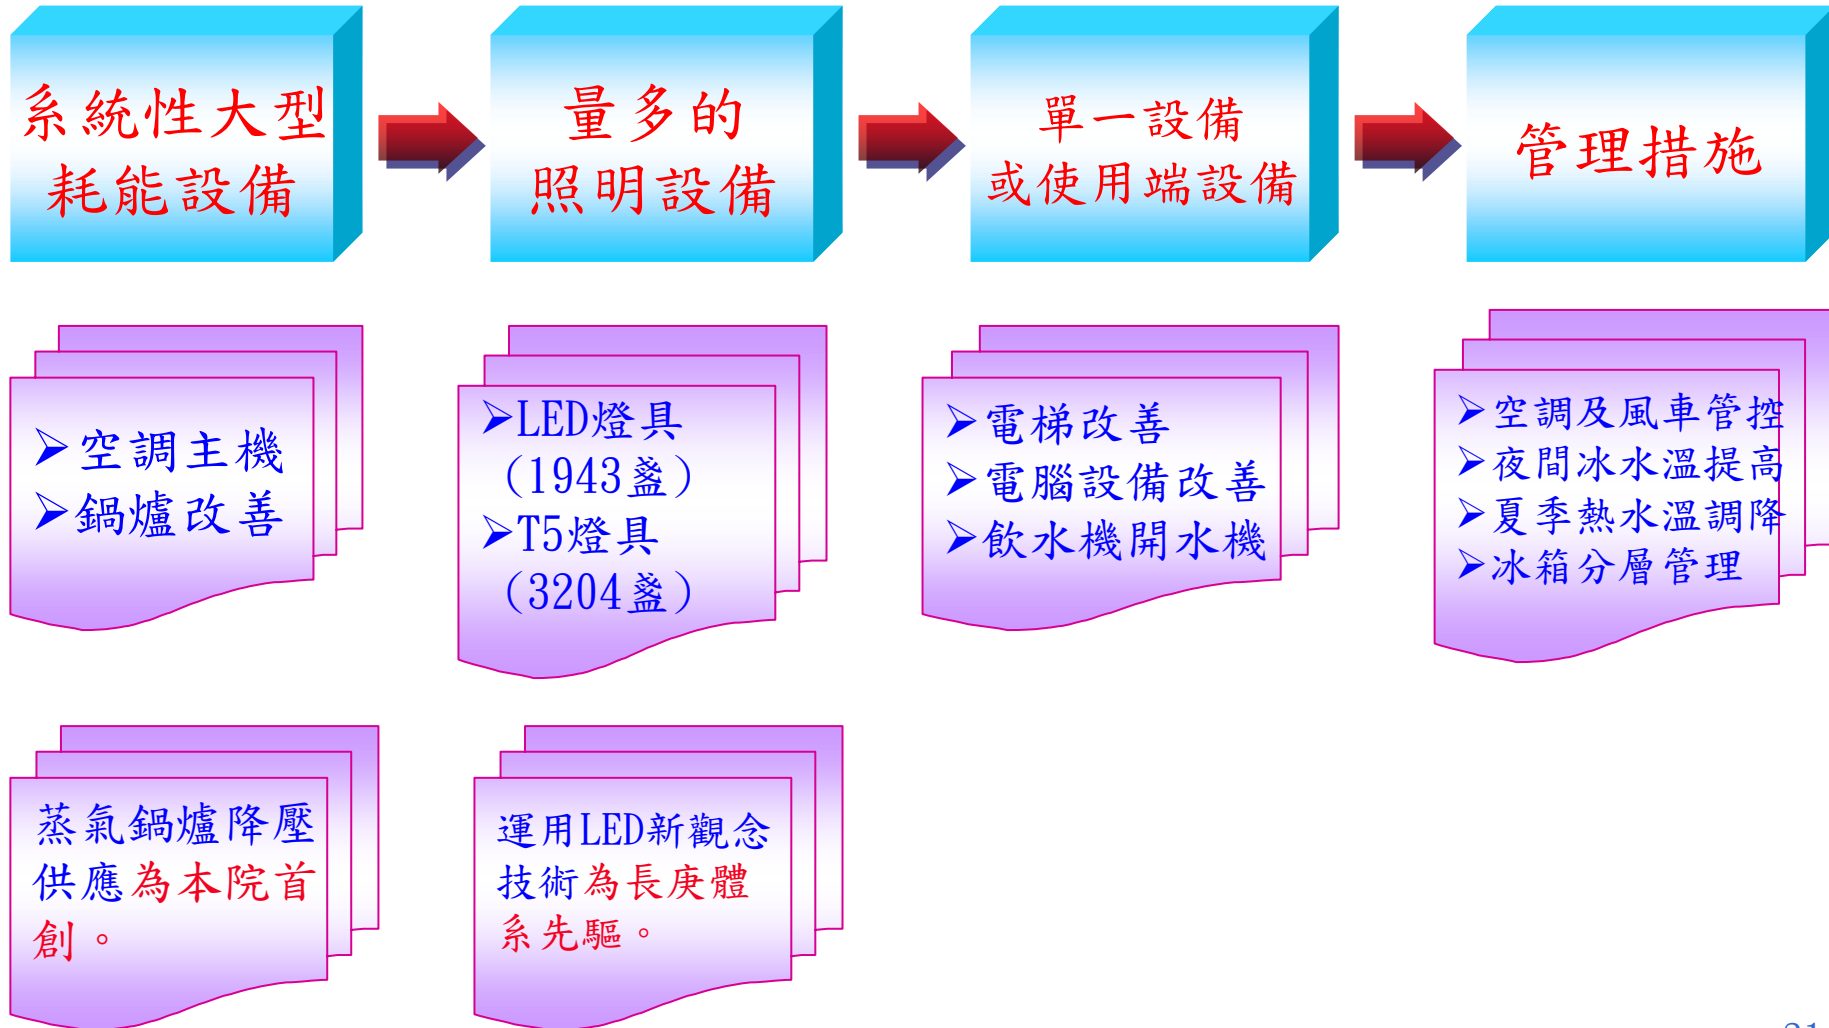 系統性大型
耗能設備
量多的
照明設備
單一設備
或使用端設備
管理措施
➢空調主機
➢鍋爐改善
➢LED燈具
（1943盞）
➢T5燈具
（3204盞）
➢電梯改善
➢電腦設備改善
➢飲水機開水機
➢空調及風車管控
➢夜間冰水溫提高
➢夏季熱水溫調降
➢冰箱分層管理
蒸氣鍋爐降壓
供應為本院首
創。
運用LED新觀念
技術為長庚體
系先驅。